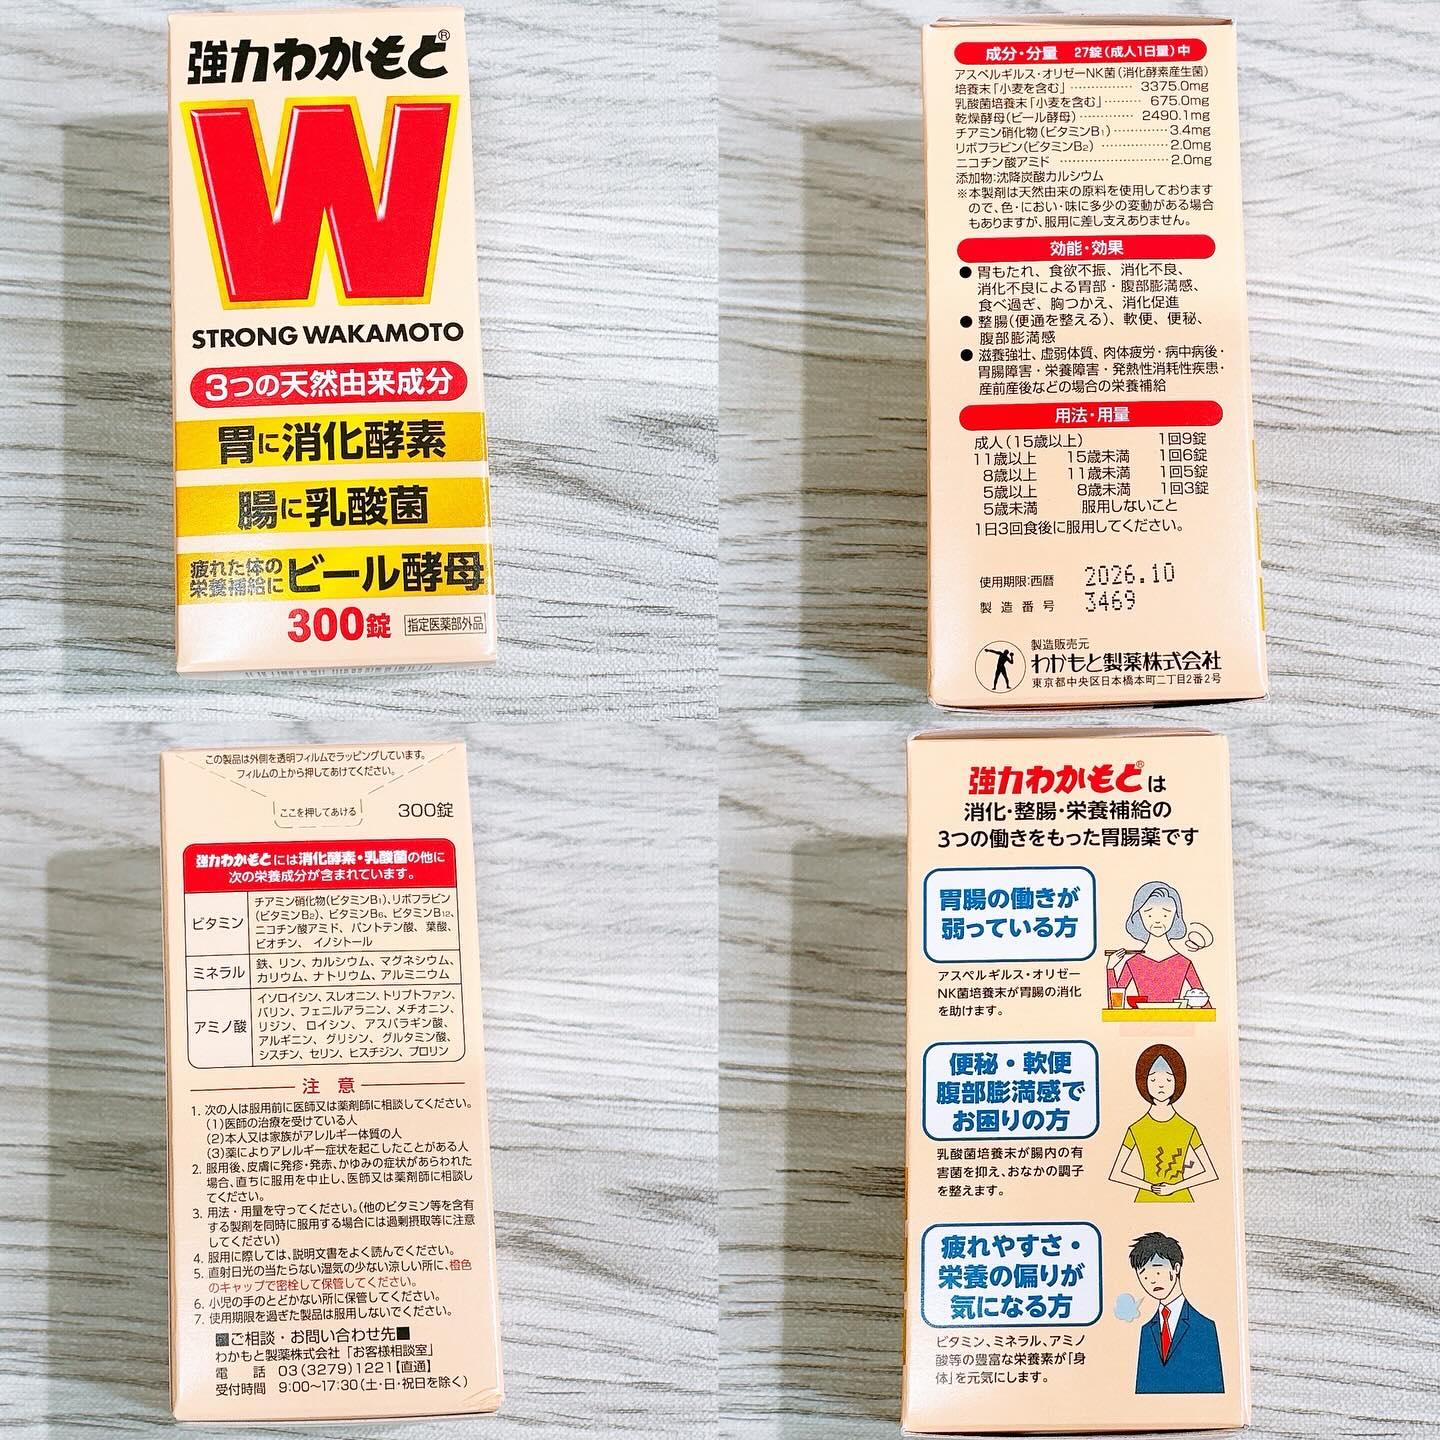 強力わかもと®
W
STRONG WAKAMOTO
3つの天然由来成分
胃に消化酵素
腸に乳酸菌
疲れた体の
栄養補給にビール酵母
300錠 指定医薬部外品
成分・分量 27錠(成人1日量)中
アスペルギルス・オリゼーNK菌(消化酵素産生菌)
培養末「小麦を含む」 3375.0mg
乳酸菌培養末「小麦を含む」 675.0mg
乾燥酵母(ビール酵母) 2490.1mg
チアミン硝化物(ビタミンB1) 3.4mg
リボフラビン(ビタミンB2) 2.0mg
ニコチン酸アミド 2.0mg
添加物:沈降炭酸カルシウム
※本製剤は天然由来の原料を使用しております
ので、色・におい・味に多少の変動がある場合
もありますが、服用に差し支えありません。
効能・効果
●胃もたれ、食欲不振、消化不良、
消化不良による胃部・腹部膨満感、
食べ過ぎ、胸つかえ、消化促進
●整腸(便通を整える)、軟便、便秘、
腹部膨満感
●滋養強壮、虚弱体質、肉体疲労・病中病後・
胃腸障害・栄養障害・発熱性消耗性疾患・
産前産後などの場合の栄養補給
用法・用量
成人(15歳以上) 1回9錠
11歳以上 15歳未満 1回6錠
8歳以上 11歳未満 1回5錠
5歳以上 8歳未満 1回3錠
5歳未満 服用しないこと
1日3回食後に服用してください。
使用期限:西暦 2026.10
製造番号 3469
製造販売元
わかもと製薬株式会社
東京都中央区日本橋本町二丁目2番2号
この製品は外側を透明フィルムでラッピングしています。
フィルムの上から押してあけてください。
ここを押してあける 300錠
強力わかもとには消化酵素・乳酸菌の他に
次の栄養成分が含まれています。
ビタミン
チアミン硝化物(ビタミンB1)、リボフラビン
(ビタミンB2)、ビタミンB6、ビタミンB12、
ニコチン酸アミド、パントテン酸、葉酸、
ビオチン、イノシトール
ミネラル
鉄、リン、カルシウム、マグネシウム、
カリウム、ナトリウム、アルミニウム
アミノ酸
イソロイシン、スレオニン、トリプトファン、
バリン、フェニルアラニン、メチオニン、
リジン、ロイシン、アスパラギン酸、
アルギニン、グリシン、グルタミン酸、
シスチン、セリン、ヒスチジン、プロリン
注意
1. 次の人は服用前に医師又は薬剤師に相談してください。
(1)医師の治療を受けている人
(2)本人又は家族がアレルギー体質の人
(3)薬によりアレルギー症状を起こしたことがある人
2. 服用後、皮膚に発疹・発赤、かゆみの症状があらわれた
場合、直ちに服用を中止し、医師又は薬剤師に相談し
てください。
3. 用法・用量を守ってください。(他のビタミン等を含有
する製剤を同時に服用する場合には過剰摂取等に注意
してください)
4. 服用に際しては、説明文書をよく読んでください。
5. 直射日光の当たらない湿気の少ない涼しい所に、橙色
のキャップで密栓して保管してください。
6. 小児の手のとどかない所に保管してください。
7. 使用期限を過ぎた製品は服用しないでください。
■ご相談・お問い合わせ先■
わかもと製薬株式会社「お客様相談室」
電話 03(3279)1221【直通】
受付時間 9:00〜17:30(土・日・祝日を除く)
強力わかもと®は
消化・整腸・栄養補給の
3つの働きをもった胃腸薬です
胃腸の働きが
弱っている方
アスペルギルス・オリゼー
NK菌培養末が胃腸の消化
を助けます。
便秘・軟便
腹部膨満感で
お困りの方
乳酸菌培養末が腸内の有
害菌を抑え、おなかの調子
を整えます。
疲れやすさ・
栄養の偏りが
気になる方
ビタミン、ミネラル、アミノ
酸等の豊富な栄養素が「身
体」を元気にします。